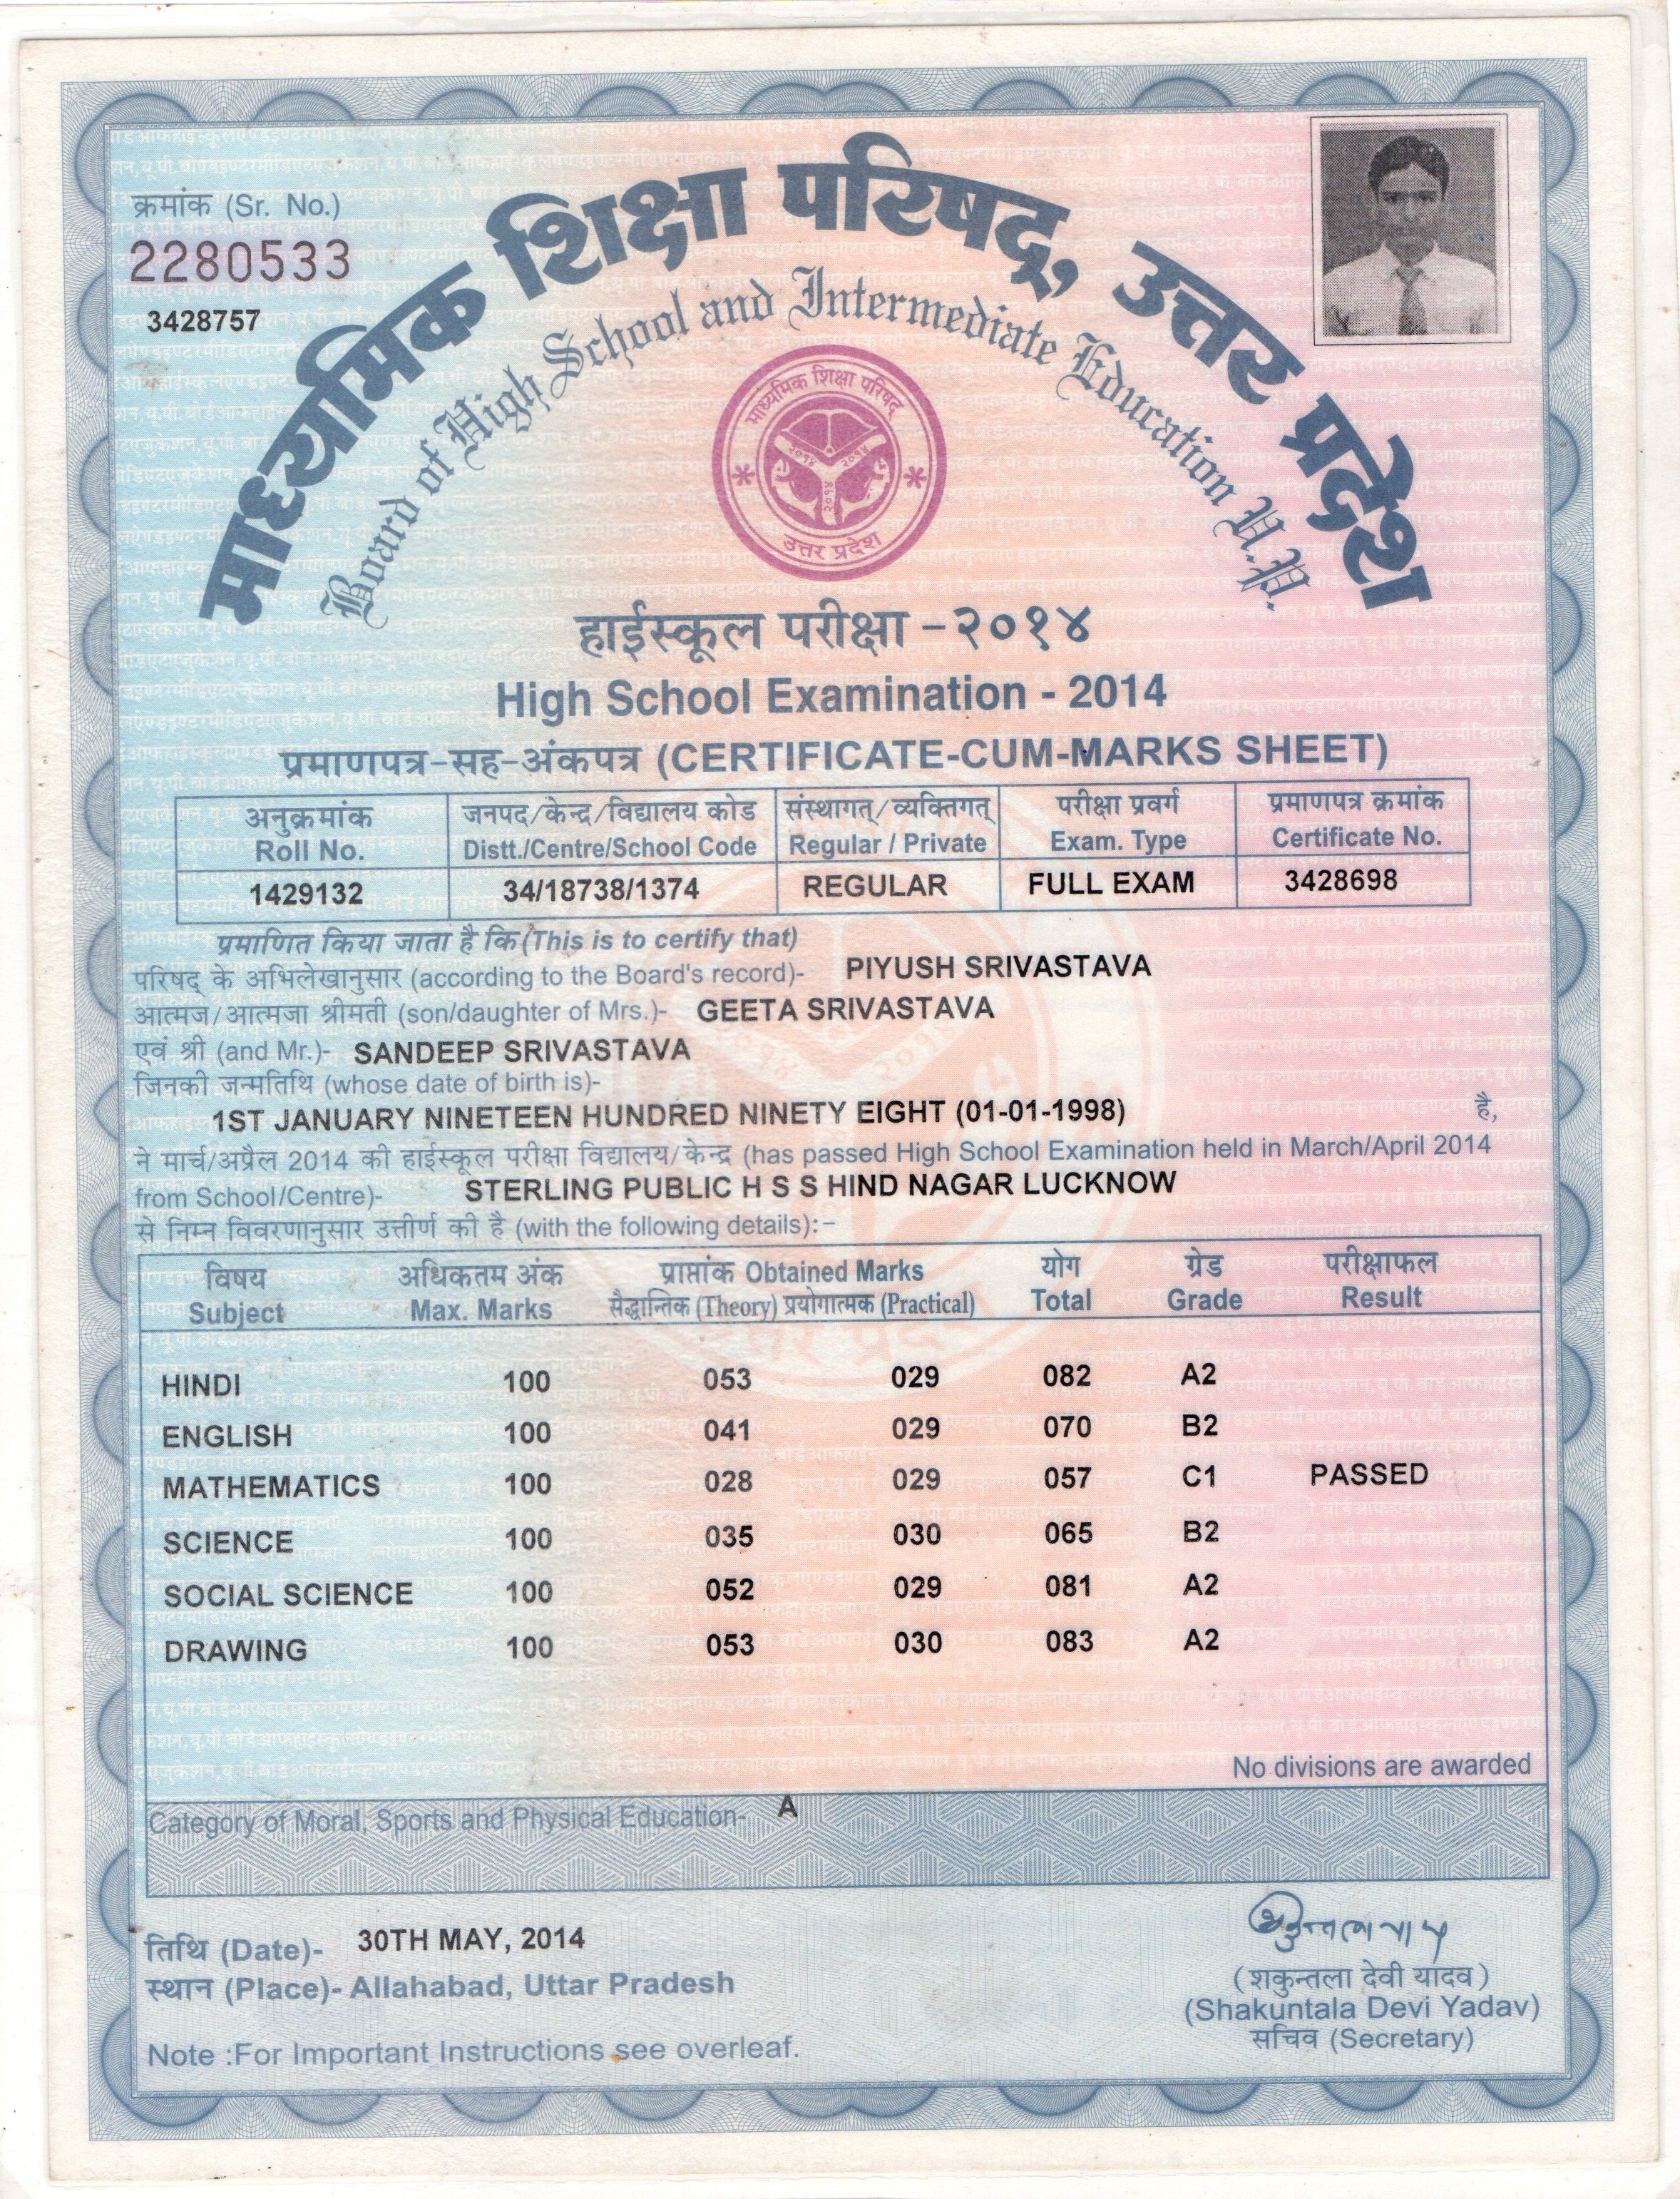 क्रमांक (Sr. No.)
2280533
3428757
माध्यमिक शिक्षा परिषद्, उत्तर प्रदेश
Board of High School and Intermediate Education U.P.
माध्यमिक शिक्षा परिषद्
२०१४ २०१४
२०१४
उत्तर प्रदेश
हाईस्कूल परीक्षा -२०१४
High School Examination - 2014
प्रमाणपत्र-सह-अंकपत्र (CERTIFICATE-CUM-MARKS SHEET)
अनुक्रमांक जनपद/केन्द्र/विद्यालय कोड संस्थागत्/व्यक्तिगत् परीक्षा प्रवर्ग प्रमाणपत्र क्रमांक
Roll No. Distt./Centre/School Code Regular / Private Exam. Type Certificate No.
1429132 34/18738/1374 REGULAR FULL EXAM 3428698
प्रमाणित किया जाता है कि (This is to certify that)
परिषद् के अभिलेखानुसार (according to the Board's record)- PIYUSH SRIVASTAVA
आत्मज/आत्मजा श्रीमती (son/daughter of Mrs.)- GEETA SRIVASTAVA
एवं श्री (and Mr.)- SANDEEP SRIVASTAVA
जिनकी जन्मतिथि (whose date of birth is)-
1ST JANUARY NINETEEN HUNDRED NINETY EIGHT (01-01-1998) है,
ने मार्च/अप्रैल 2014 की हाईस्कूल परीक्षा विद्यालय/केन्द्र (has passed High School Examination held in March/April 2014
from School/Centre)- STERLING PUBLIC H S S HIND NAGAR LUCKNOW
से निम्न विवरणानुसार उत्तीर्ण की है (with the following details):-
विषय अधिकतम अंक प्राप्तांक Obtained Marks योग ग्रेड परीक्षाफल
Subject Max. Marks सैद्धान्तिक (Theory) प्रयोगात्मक (Practical) Total Grade Result
HINDI 100 053 029 082 A2
ENGLISH 100 041 029 070 B2
MATHEMATICS 100 028 029 057 C1 PASSED
SCIENCE 100 035 030 065 B2
SOCIAL SCIENCE 100 052 029 081 A2
DRAWING 100 053 030 083 A2
No divisions are awarded
Category of Moral, Sports and Physical Education- A
तिथि (Date)- 30TH MAY, 2014
स्थान (Place)- Allahabad, Uttar Pradesh
(शकुन्तला देवी यादव)
(Shakuntala Devi Yadav)
सचिव (Secretary)
Note :For Important Instructions see overleaf.